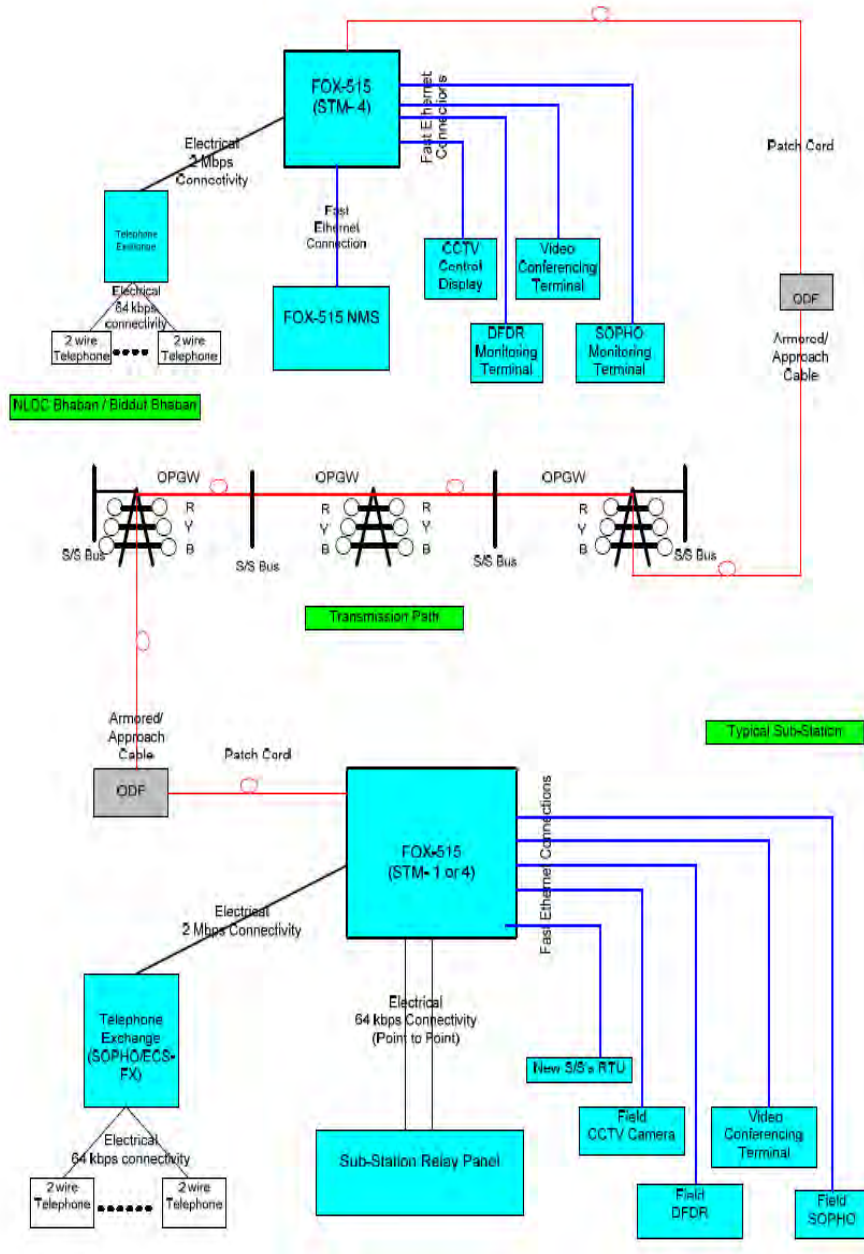 FOX-515
(STM- 4)
Fast Ethernet
Connections
Patch Cord
Electrical
2 Mbps
Connectivity
Telephone
Exchange
Fast
Ethernet
Connection
Electrical
64 kbps
connectivity
2 wire
Telephone
2 wire
Telephone
FOX-515 NMS
CCTV
Control
Display
Video
Conferencing
Terminal
DFDR
Monitoring
Terminal
SOPHO
Monitoring
Terminal
ODF
Armored/
Approach
Cable
NLDC Bhaban / Biddut Bhaban
OPGW
OPGW
OPGW
R
Y
B
R
Y
B
R
Y
B
S/S Bus
S/S Bus
S/S Bus
S/S Bus
Transmission Path
Typical Sub-Station
Armored/
Approach
Cable
Patch Cord
ODF
FOX-515
(STM- 1 or 4)
Fast Ethernet Connections
Electrical
2 Mbps Connectivity
Telephone
Exchange
(SOPHO/ECS-
FX)
Electrical
64 kbps Connectivity
(Point to Point)
New S/S's RTU
Field
CCTV Camera
Video
Conferencing
Terminal
Field
DFDR
Field
SOPHO
Electrical
64 kbps connectivity
2 wire
Telephone
2 wire
Telephone
Sub-Station Relay Panel